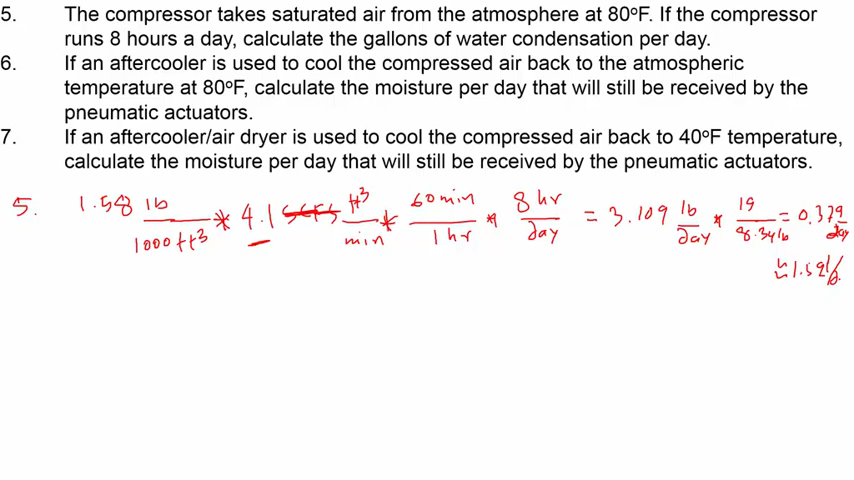 5. The compressor takes saturated air from the atmosphere at 80ºF. If the compressor
runs 8 hours a day, calculate the gallons of water condensation per day.
6. If an aftercooler is used to cool the compressed air back to the atmospheric
temperature at 80ºF, calculate the moisture per day that will still be received by the
pneumatic actuators.
7. If an aftercooler/air dryer is used to cool the compressed air back to 40ºF temperature,
calculate the moisture per day that will still be received by the pneumatic actuators.
5. 1.58 lb/1000 ft³ * 4.1 ft³/min * 60 min/1 hr * 8 hr/day = 3.109 lb/day * 1g/8.34 lb = 0.37g/day